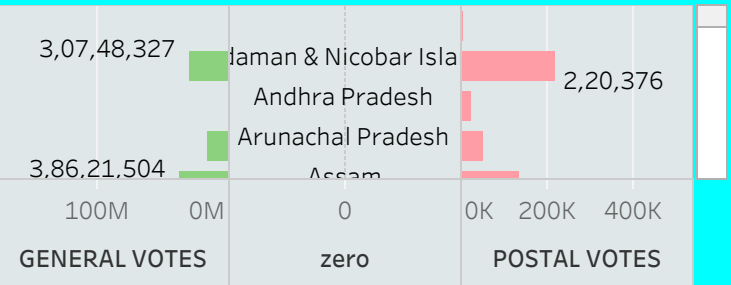 3,07,48,327
daman & Nicobar Isla
2,20,376
Andhra Pradesh
Arunachal Pradesh
3,86,21,504
Assam
100M 0M 0 0K 200K 400K
GENERAL VOTES zero POSTAL VOTES